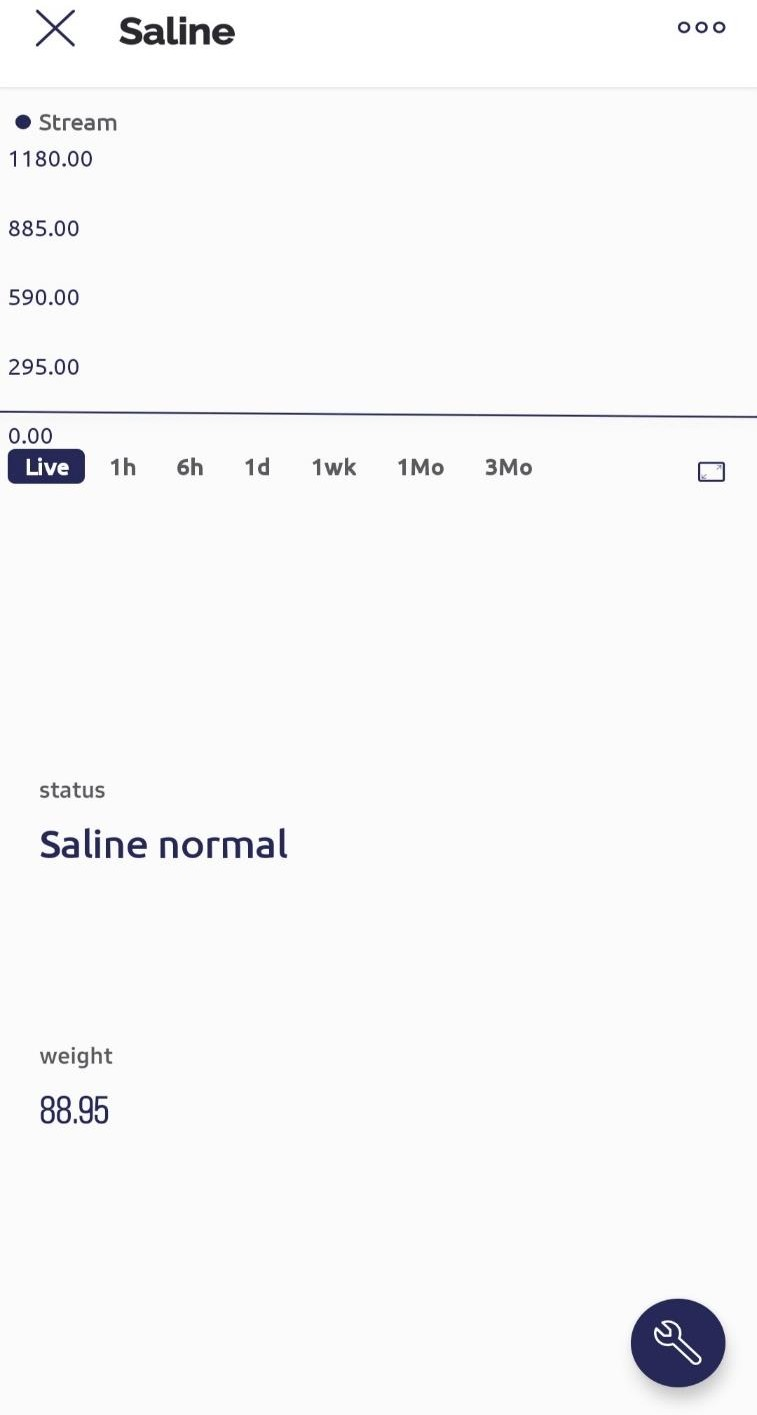 Saline
Stream
1180.00
885.00
590.00
295.00
0.00
Live 1h 6h 1d 1wk 1Mo 3Mo
status
Saline normal
weight
88.95